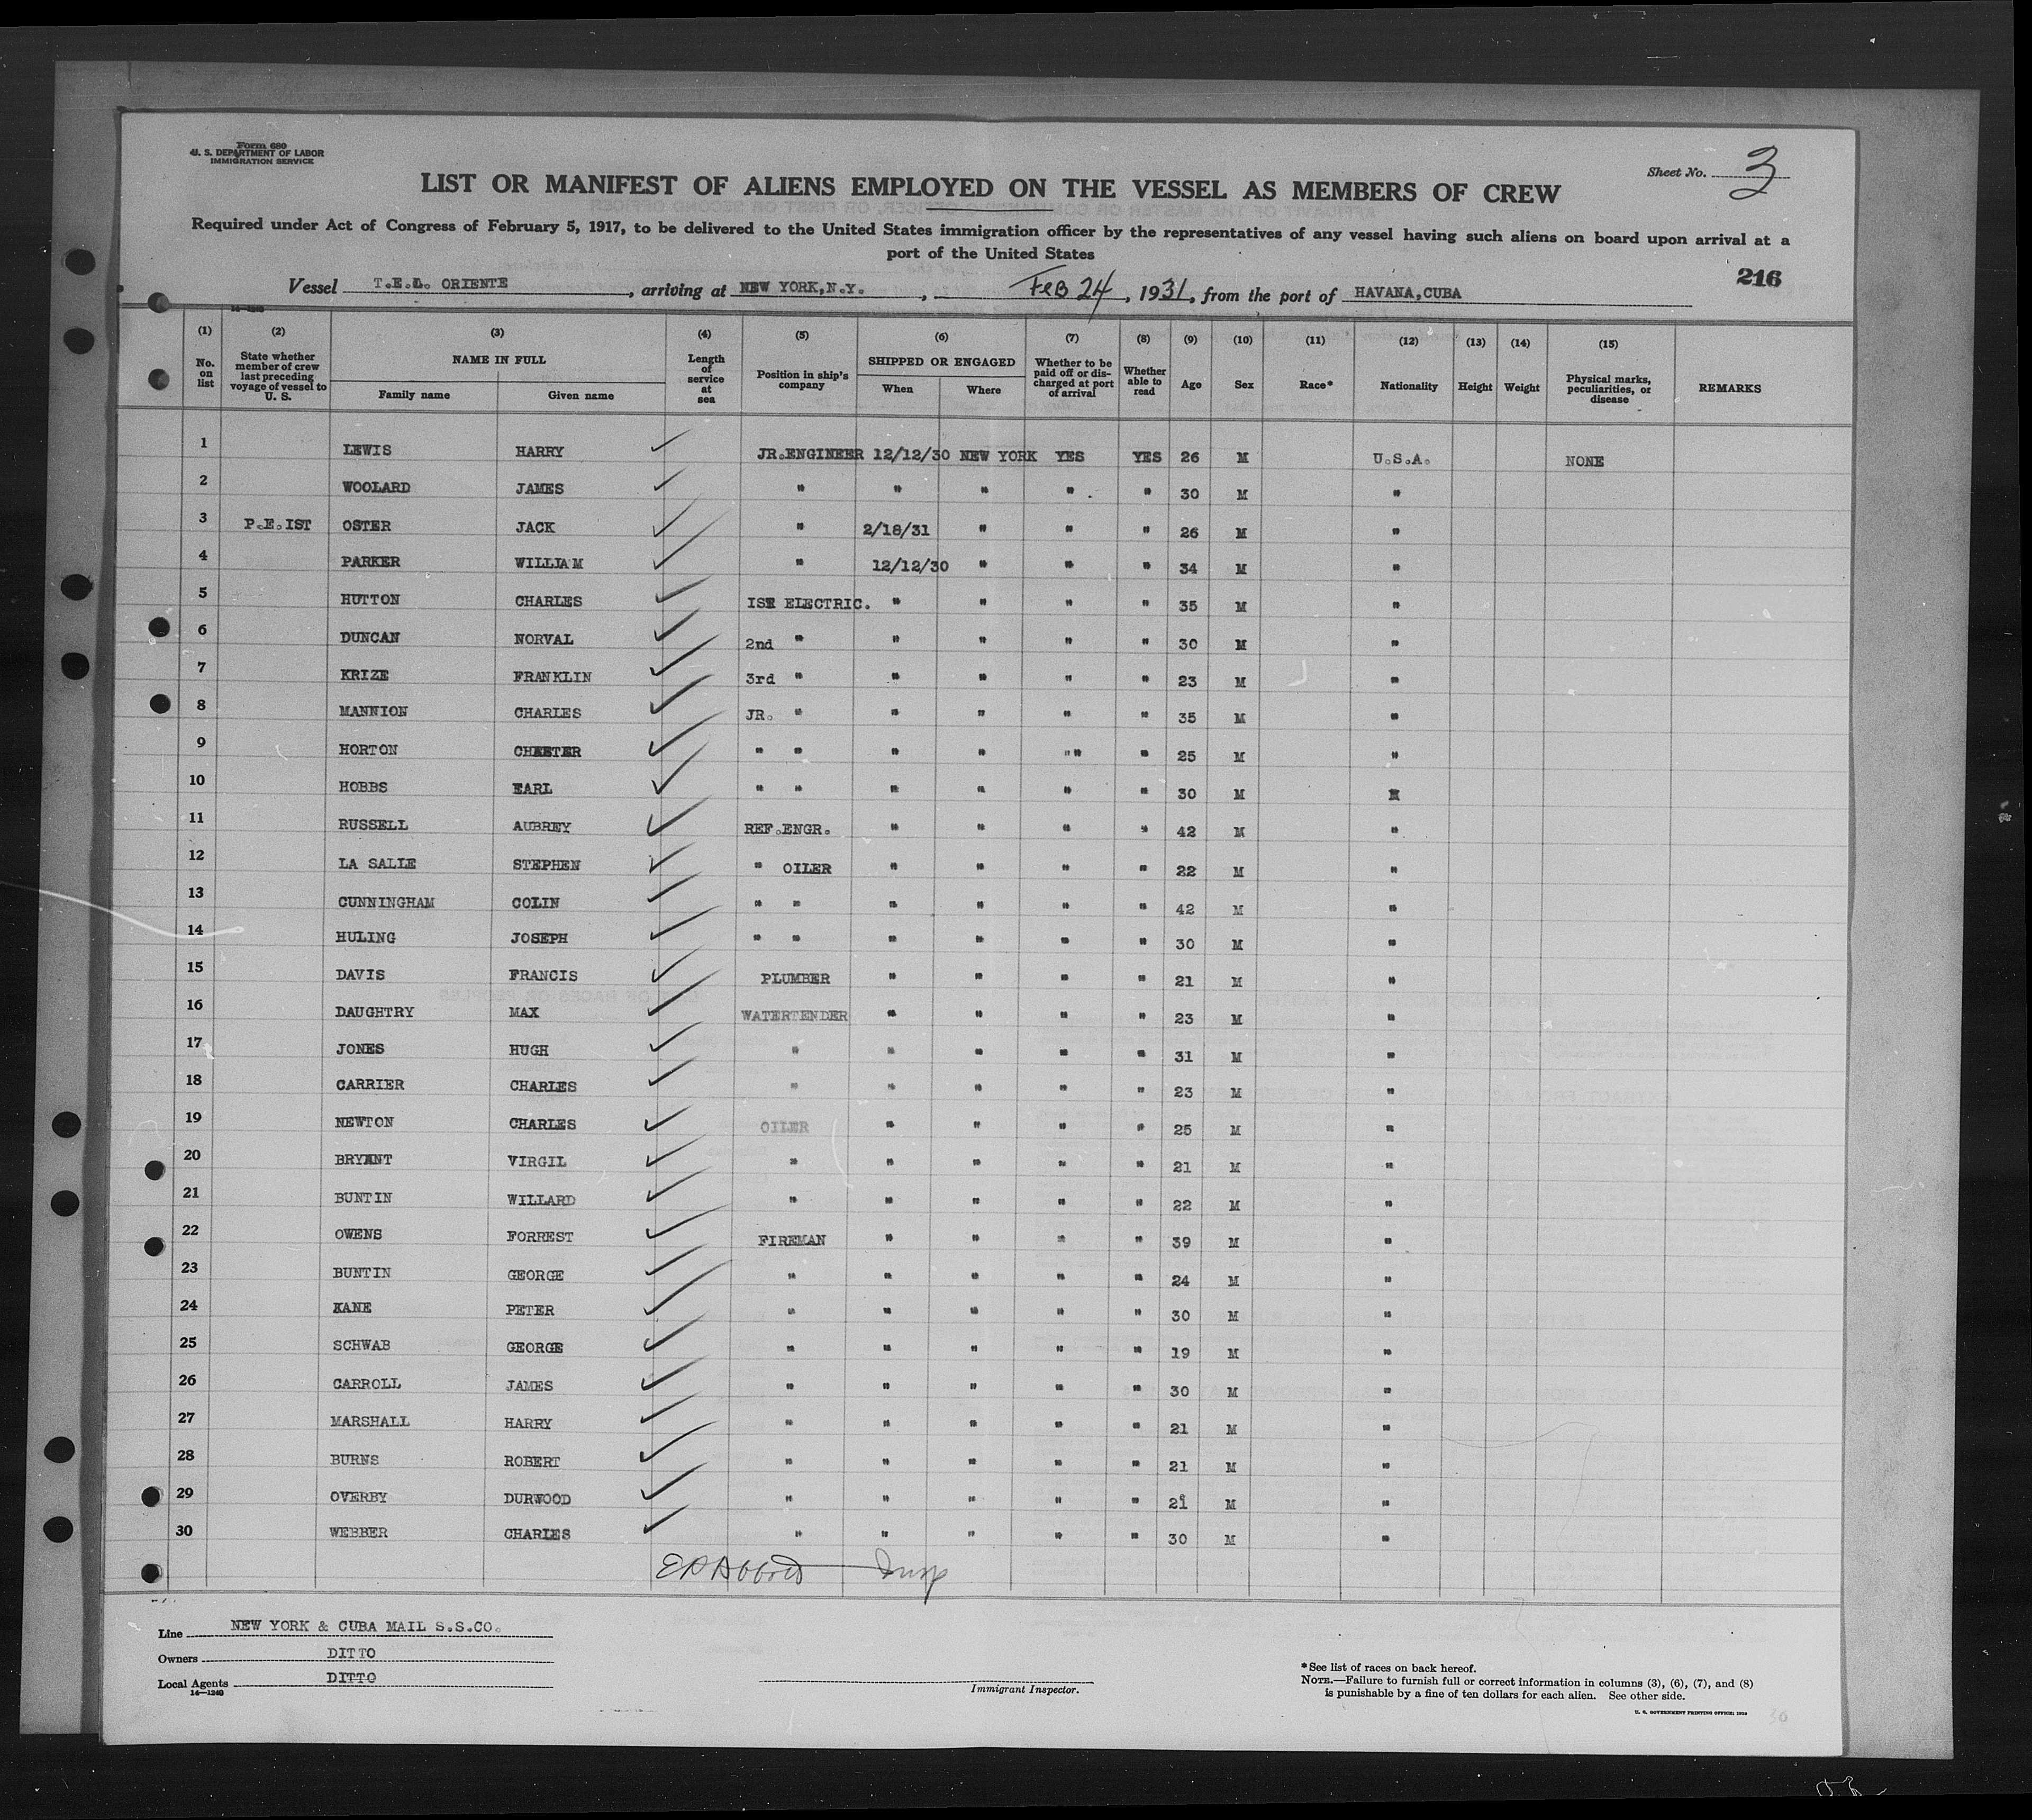 Form 680
U. S. DEPARTMENT OF LABOR
IMMIGRATION SERVICE
Sheet No. 3
LIST OR MANIFEST OF ALIENS EMPLOYED ON THE VESSEL AS MEMBERS OF CREW
Required under Act of Congress of February 5, 1917, to be delivered to the United States immigration officer by the representatives of any vessel having such aliens on board upon arrival at a
port of the United States
216
Vessel T.E.L. ORIENTE, arriving at NEW YORK,N.Y., Feb 24, 1931, from the port of HAVANA,CUBA
(1) (2) (3) (4) (5) (6) (7) (8) (9) (10) (11) (12) (13) (14) (15)
No. on list State whether member of crew last preceding voyage of vessel to U. S. NAME IN FULL Family name Given name Length of service at sea Position in ship's company SHIPPED OR ENGAGED When Where Whether to be paid off or discharged at port of arrival Whether able to read Age Sex Race* Nationality Height Weight Physical marks, peculiarities, or disease REMARKS
1 LEWIS HARRY ✓ JR.ENGINEER 12/12/30 NEW YORK YES YES 26 M U.S.A. NONE
2 WOOLARD JAMES ✓ " " " " " 30 M "
3 P.E.IST OSTER JACK ✓ " 2/18/31 " " " 26 M "
4 PARKER WILLIAM ✓ " 12/12/30 " " " 34 M "
5 HUTTON CHARLES ✓ IST ELECTRIC. " " " " 35 M "
6 DUNCAN NORVAL ✓ 2nd " " " " " 30 M "
7 KRIZE FRANKLIN ✓ 3rd " " " " " 23 M "
8 MANNION CHARLES ✓ JR. " " " " " 35 M "
9 HORTON CHESTER ✓ " " " " "" " 25 M "
10 HOBBS EARL ✓ " " " " " " 30 M "
11 RUSSELL AUBREY ✓ REF.ENGR. " " " " 42 M "
12 LA SALLE STEPHEN ✓ " OILER " " " " 22 M "
13 CUNNINGHAM COLIN ✓ " " " " " " 42 M "
14 HULING JOSEPH ✓ " " " " " " 30 M "
15 DAVIS FRANCIS ✓ PLUMBER " " " " 21 M "
16 DAUGHTRY MAX ✓ WATERTENDER " " " " 23 M "
17 JONES HUGH ✓ " " " " " 31 M "
18 CARRIER CHARLES ✓ " " " " " 23 M "
19 NEWTON CHARLES ✓ OILER " " " " 25 M "
20 BRYANT VIRGIL ✓ " " " " " 21 M "
21 BUNTIN WILLARD ✓ " " " " " 22 M "
22 OWENS FORREST ✓ FIREMAN " " " " 39 M "
23 BUNTIN GEORGE ✓ " " " " " 24 M "
24 KANE PETER ✓ " " " " " 30 M "
25 SCHWAB GEORGE ✓ " " " " " 19 M "
26 CARROLL JAMES ✓ " " " " " 30 M "
27 MARSHALL HARRY ✓ " " " " " 21 M "
28 BURNS ROBERT ✓ " " " " " 21 M "
29 OVERBY DURWOOD ✓ " " " " " 21 M "
30 WEBBER CHARLES ✓ " " " " " 30 M "
Insp
Line NEW YORK & CUBA MAIL S.S.CO.
Owners DITTO
Local Agents DITTO
14—1240
Immigrant Inspector.
*See list of races on back hereof.
NOTE.—Failure to furnish full or correct information in columns (3), (6), (7), and (8)
is punishable by a fine of ten dollars for each alien. See other side.
U. S. GOVERNMENT PRINTING OFFICE: 1929
36